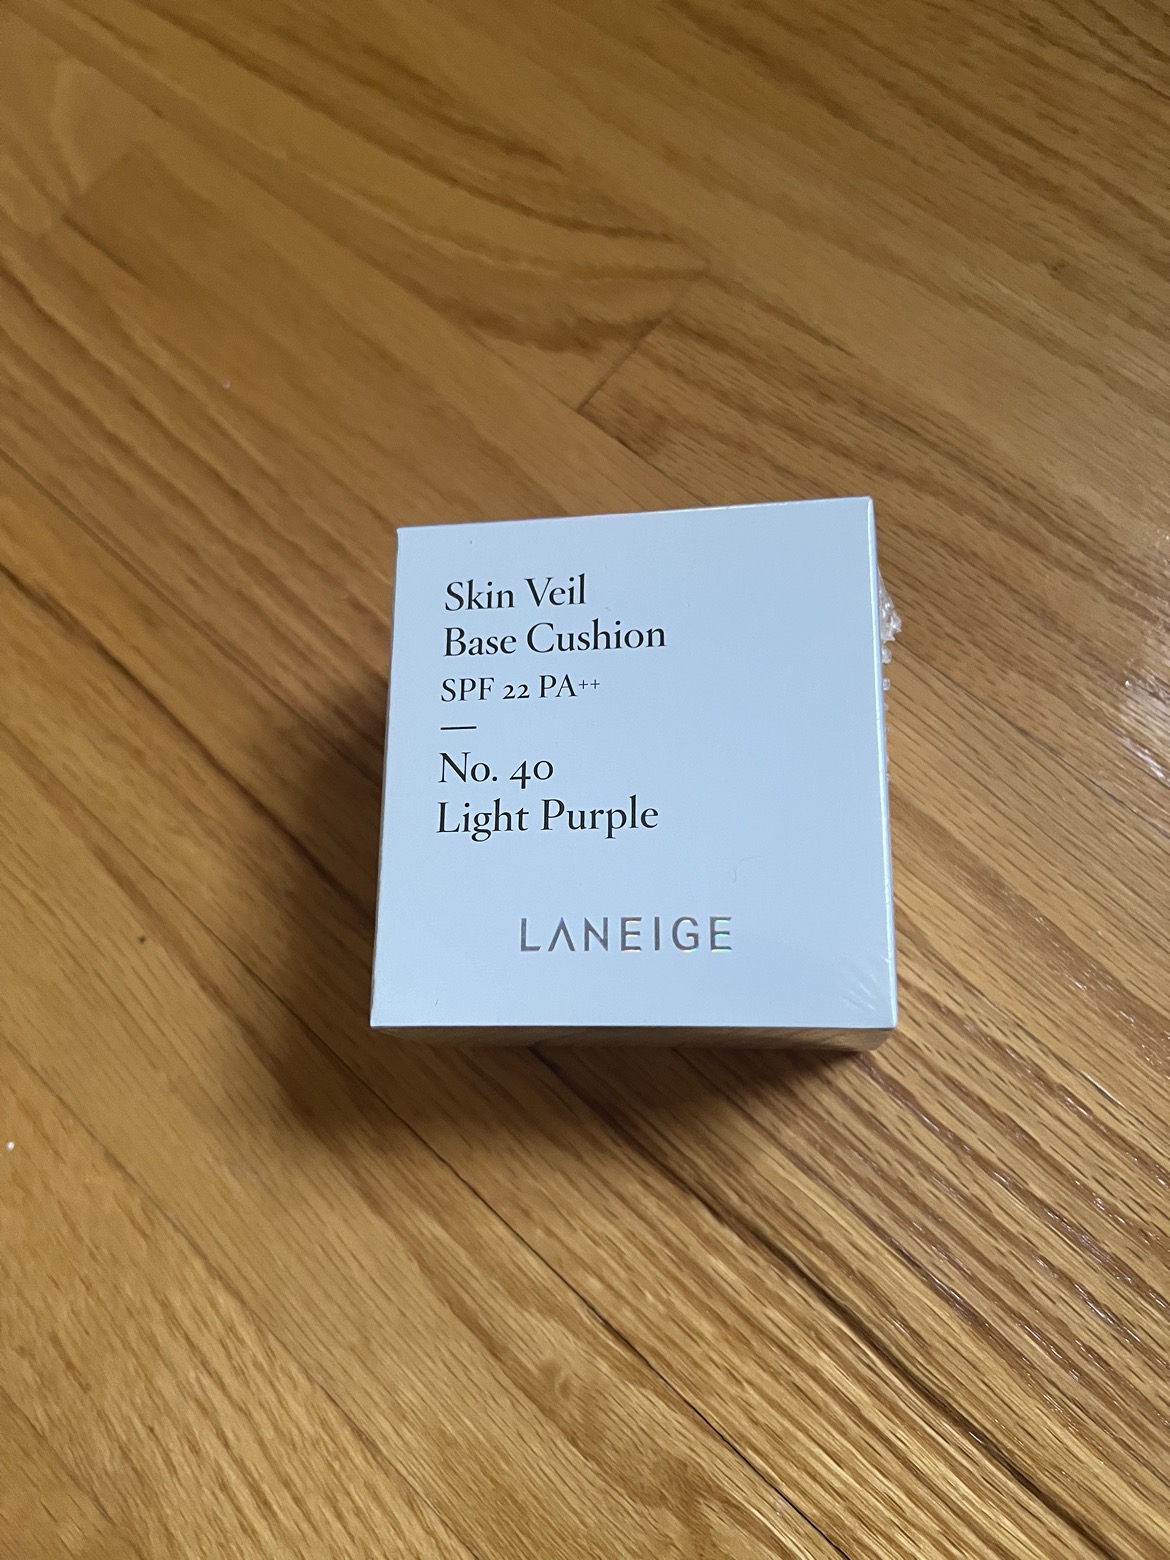 Skin Veil
Base Cushion
SPF 22 PA++
No. 40
Light Purple
LANEIGE